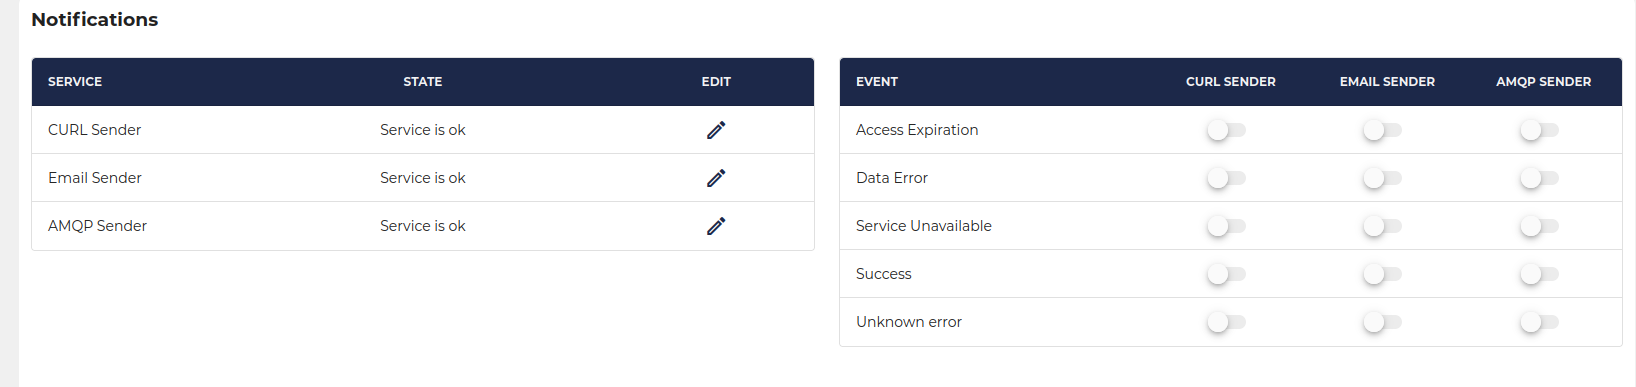 Notifications
SERVICE STATE EDIT
CURL Sender Service is ok
Email Sender Service is ok
AMQP Sender Service is ok
EVENT CURL SENDER EMAIL SENDER AMQP SENDER
Access Expiration
Data Error
Service Unavailable
Success
Unknown error